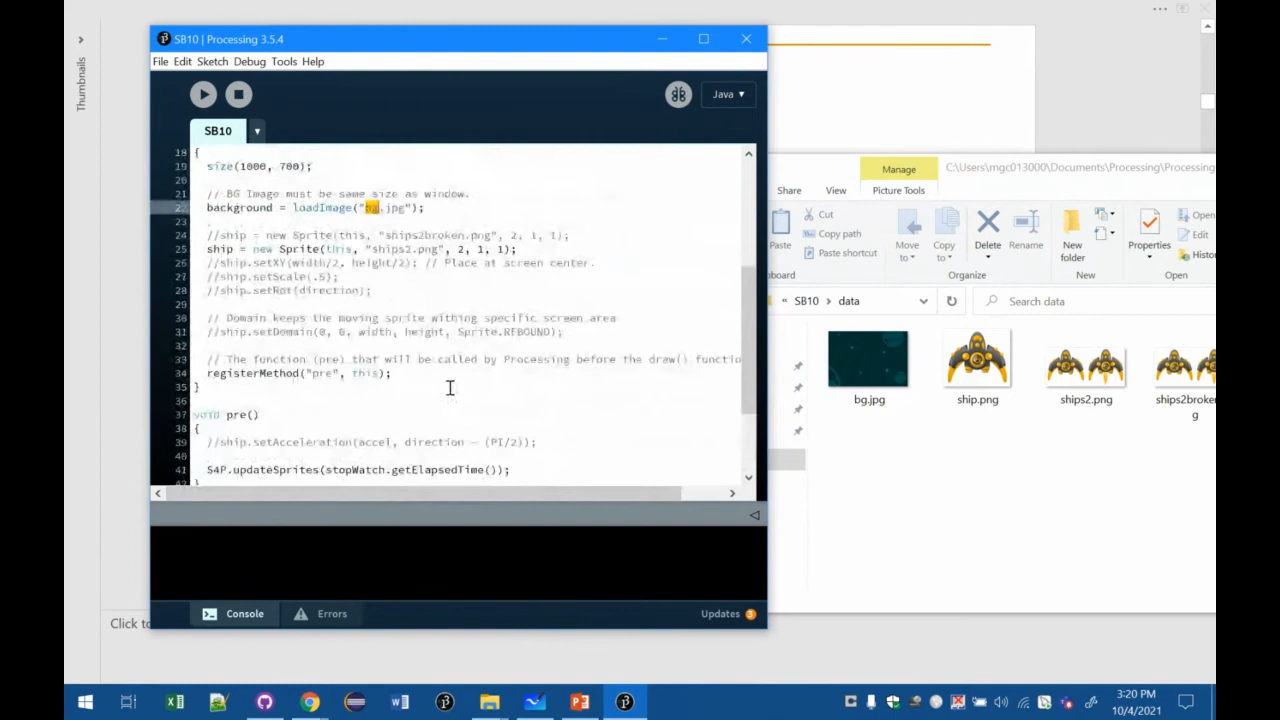 Thumbnails
SB10 | Processing 3.5.4
File Edit Sketch Debug Tools Help
Java ▼
SB10
18 {
19 size(1000, 700);
20
21 // BG Image must be same size as window.
22 background = loadImage("bg.jpg");
23
24 //ship = new Sprite(this, "ships2broken.png", 2, 1, 1);
25 ship = new Sprite(this, "ships2.png", 2, 1, 1);
26 //ship.setXY(width/2, height/2); // Place at screen center.
27 //ship.setScale(.5);
28 //ship.setRot(direction);
29
30 // Domain keeps the moving sprite withing specific screen area
31 //ship.setDomain(0, 0, width, height, Sprite.REBOUND);
32
33 // The function (pre) that will be called by Processing before the draw() functio
34 registerMethod("pre", this);
35 }
36
37 void pre()
38 {
39 //ship.setAcceleration(accel, direction - (PI/2));
40
41 S4P.updateSprites(stopWatch.getElapsedTime());
42 }
Console
Errors
Updates 3
Click to
Manage
C:\Users\mgc013000\Documents\Processing\Processing
Share View Picture Tools
Paste
Cut
Copy path
Paste shortcut
Move to
Copy to
Delete
Rename
New folder
Properties
Open
Edit
Histo
board
Organize
New
Open
« SB10 › data
Search data
bg.jpg
ship.png
ships2.png
ships2broken.png
3:20 PM
10/4/2021